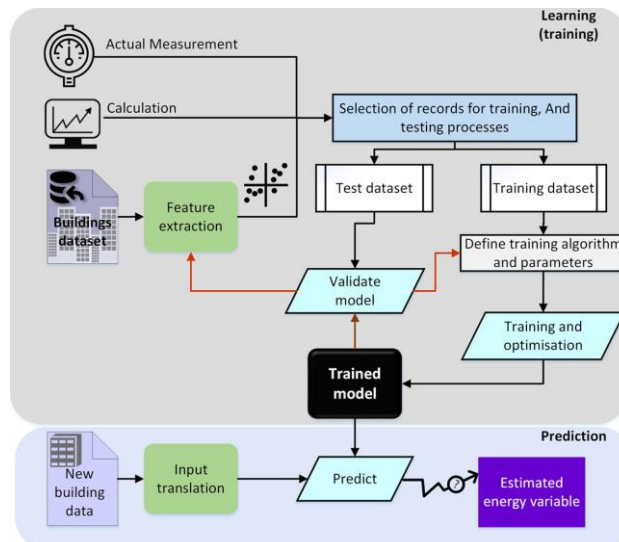 Learning
(training)
Actual Measurement
Calculation
Selection of records for training, And
testing processes
Test dataset
Training dataset
Buildings
dataset
Feature
extraction
Define training algorithm
and parameters
Validate
model
Training and
optimisation
Trained
model
Prediction
New
building
data
Input
translation
Predict
?
Estimated
energy variable